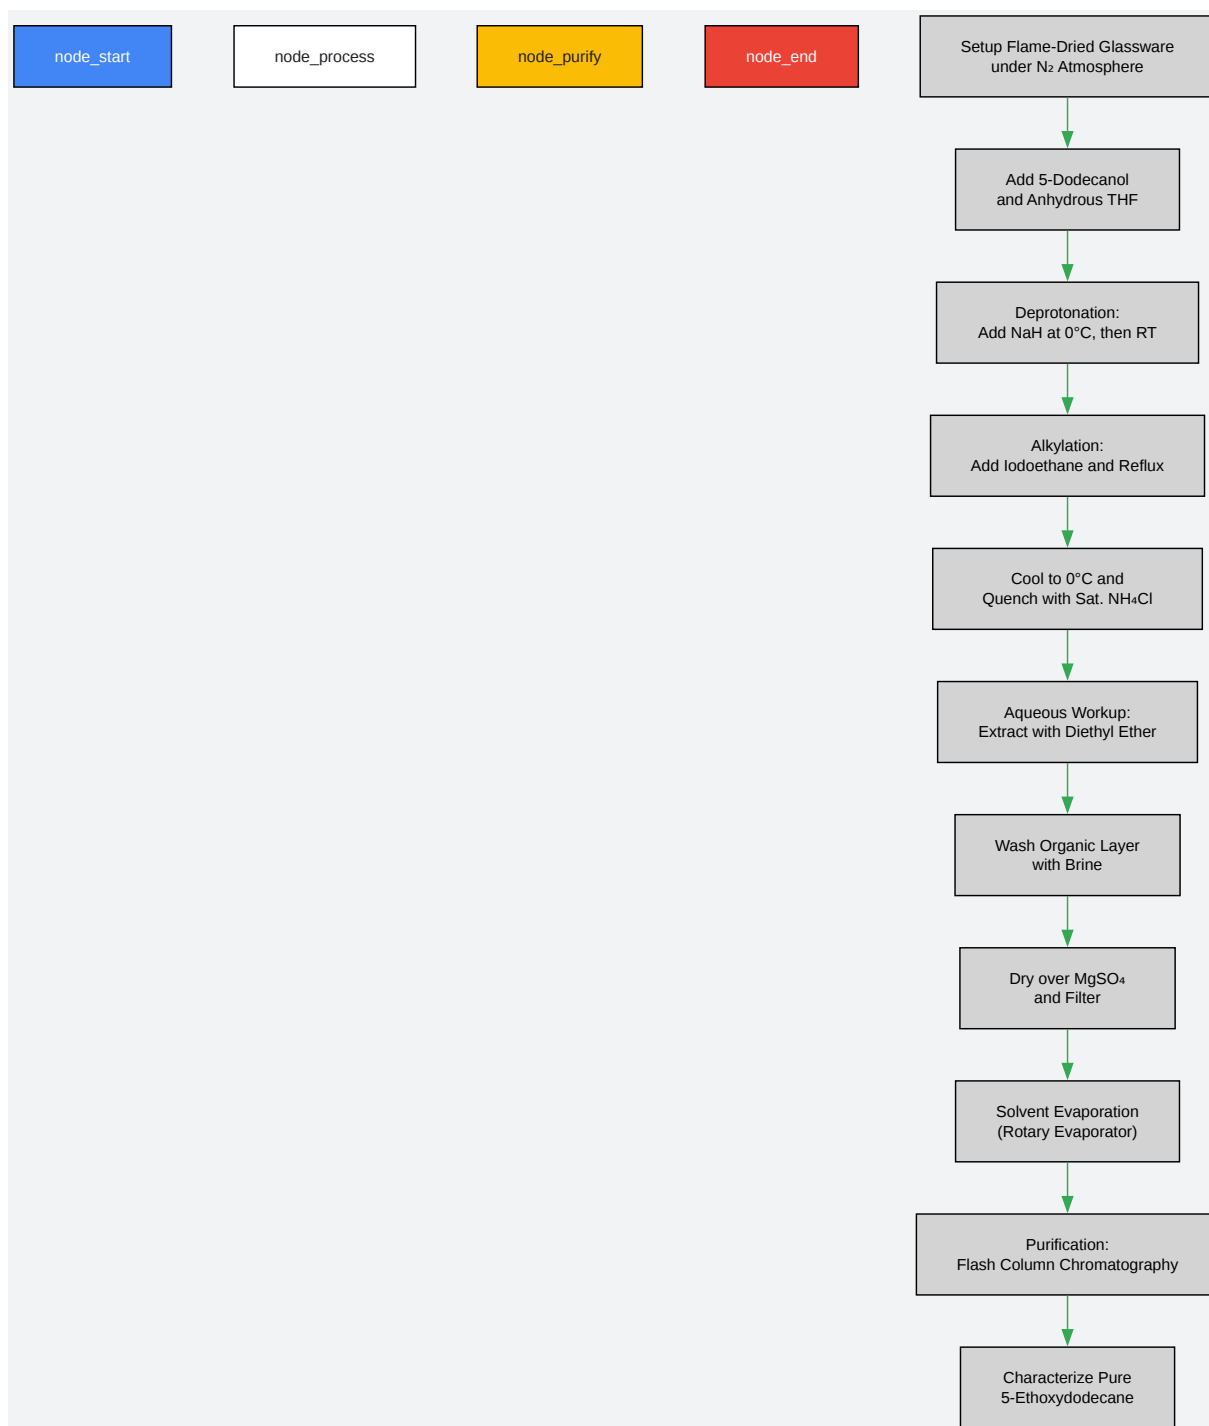 node_start
node_process
node_purify
node_end
Setup Flame-Dried Glassware
under N₂ Atmosphere
Add 5-Dodecanol
and Anhydrous THF
Deprotonation:
Add NaH at 0°C, then RT
Alkylation:
Add Iodoethane and Reflux
Cool to 0°C and
Quench with Sat. NH₄Cl
Aqueous Workup:
Extract with Diethyl Ether
Wash Organic Layer
with Brine
Dry over MgSO₄
and Filter
Solvent Evaporation
(Rotary Evaporator)
Purification:
Flash Column Chromatography
Characterize Pure
5-Ethoxydodecane